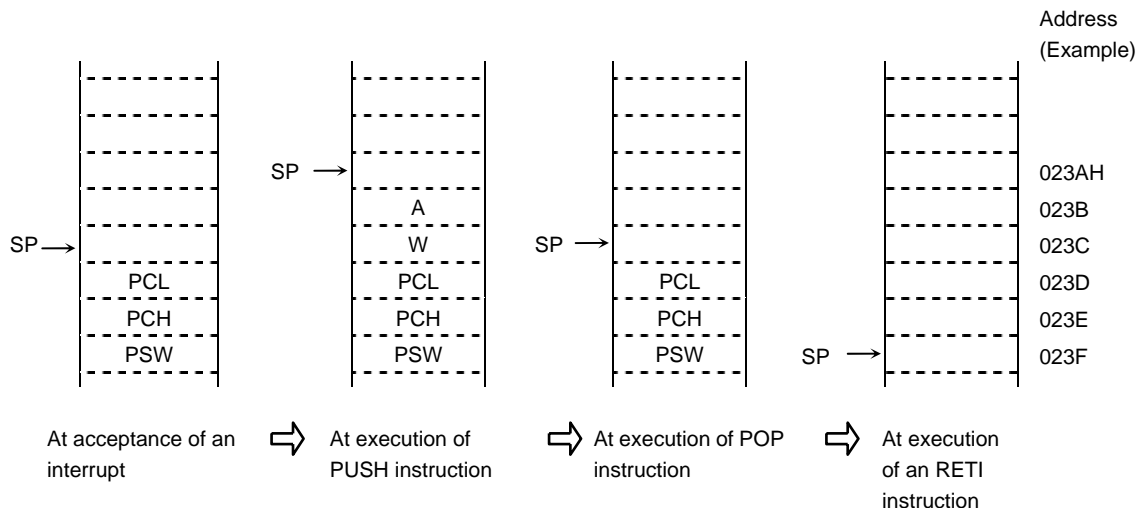 Address
(Example)
SP
023AH
A
023B
SP
W
SP
023C
PCL
PCL
PCL
023D
PCH
PCH
PCH
023E
PSW
PSW
PSW
SP
023F
At acceptance of an
interrupt
At execution of
PUSH instruction
At execution of POP
instruction
At execution
of an RETI
instruction